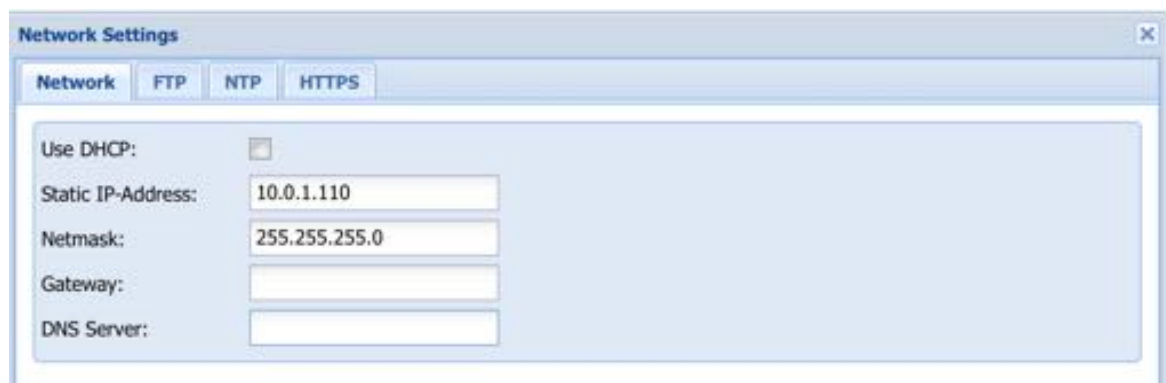 Network Settings
Network FTP NTP HTTPS
Use DHCP:
Static IP-Address: 10.0.1.110
Netmask: 255.255.255.0
Gateway:
DNS Server: